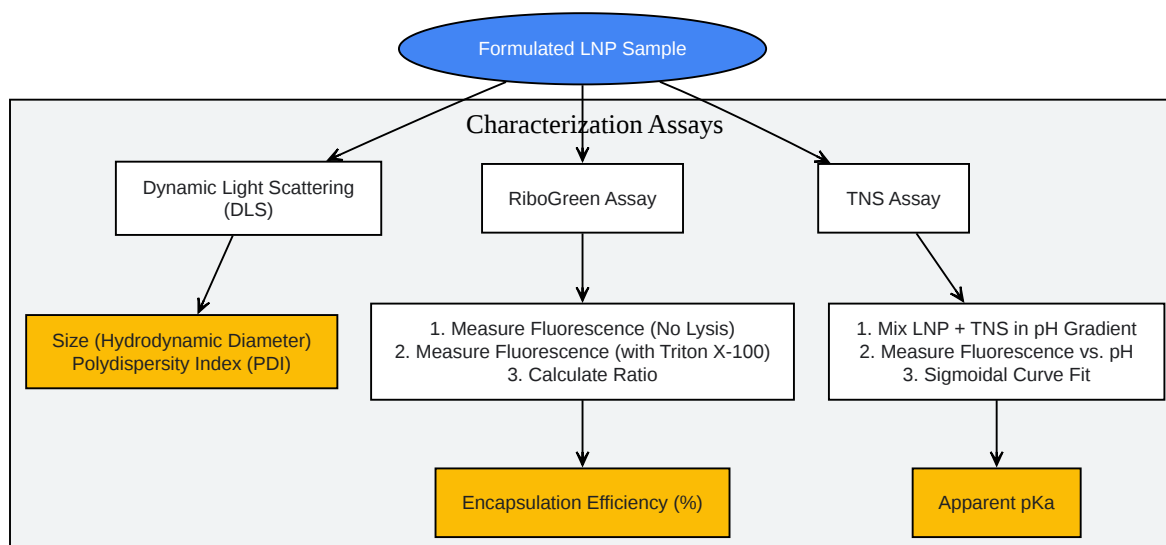 Formulated LNP Sample
Characterization Assays
Dynamic Light Scattering
(DLS)
RiboGreen Assay
TNS Assay
Size (Hydrodynamic Diameter)
Polydispersity Index (PDI)
1. Measure Fluorescence (No Lysis)
2. Measure Fluorescence (with Triton X-100)
3. Calculate Ratio
1. Mix LNP + TNS in pH Gradient
2. Measure Fluorescence vs. pH
3. Sigmoidal Curve Fit
Encapsulation Efficiency (%)
Apparent pKa